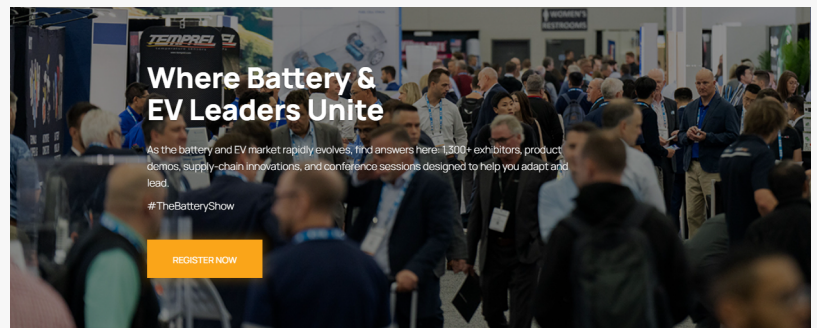 WOMEN'S
RESTROOMS
TEMPREL
Where Battery &
EV Leaders Unite
As the battery and EV market rapidly evolves, find answers here: 1,300+ exhibitors, product
demos, supply-chain innovations, and conference sessions designed to help you adapt and
lead.
#TheBatteryShow
REGISTER NOW